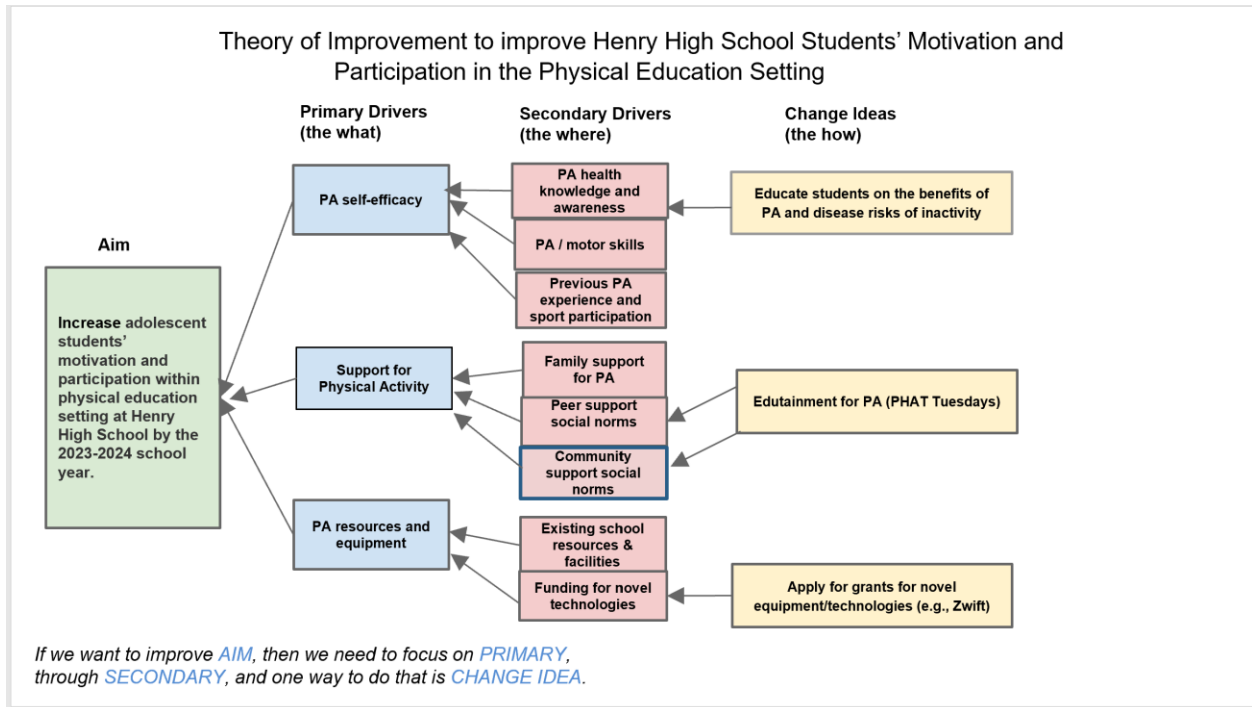 Theory of Improvement to improve Henry High School Students’ Motivation and
Participation in the Physical Education Setting
Primary Drivers
(the what)
Secondary Drivers
(the where)
Change Ideas
(the how)
Aim
Increase adolescent
students’
motivation and
participation within
physical education
setting at Henry
High School by the
2023-2024 school
year.
PA self-efficacy
Support for
Physical Activity
PA resources and
equipment
PA health
knowledge and
awareness
PA / motor skills
Previous PA
experience and
sport participation
Family support
for PA
Peer support
social norms
Community
support social
norms
Existing school
resources &
facilities
Funding for novel
technologies
Educate students on the benefits of
PA and disease risks of inactivity
Edutainment for PA (PHAT Tuesdays)
Apply for grants for novel
equipment/technologies (e.g., Zwift)
If we want to improve AIM, then we need to focus on PRIMARY,
through SECONDARY, and one way to do that is CHANGE IDEA.